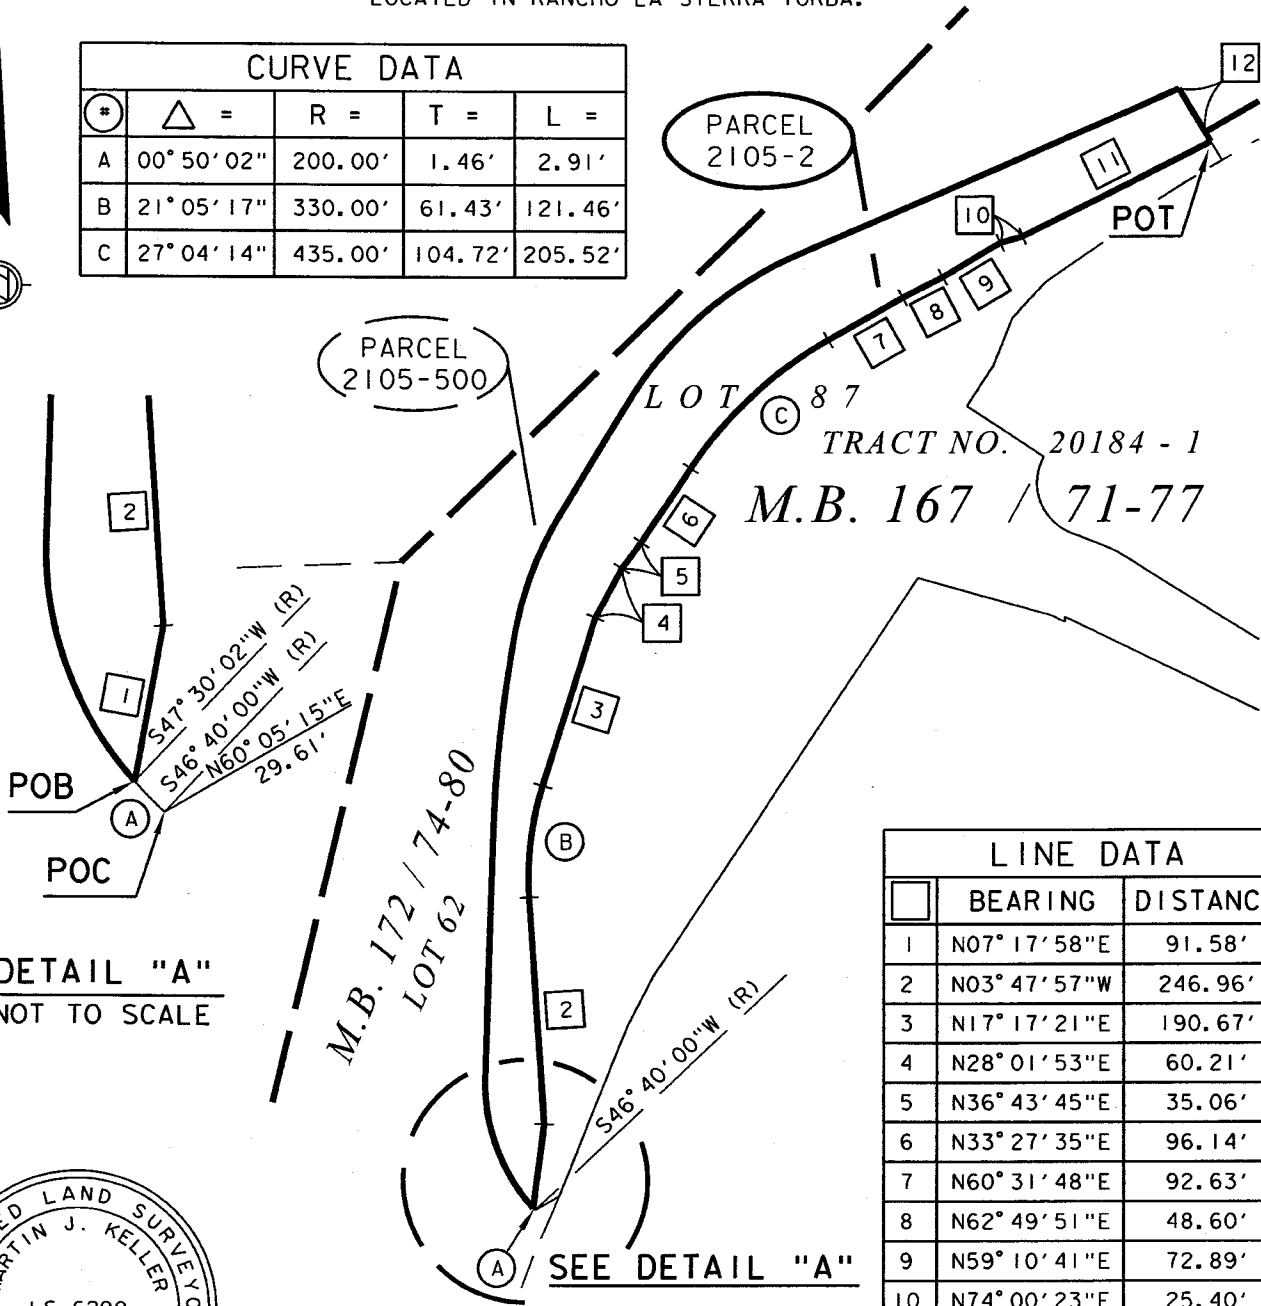 LOCATED IN RANCHO LA SIERRA YORBA.
CURVE DATA
# △ = R = T = L =
A 00°50'02" 200.00' 1.46' 2.91'
B 21°05'17" 330.00' 61.43' 121.46'
C 27°04'14" 435.00' 104.72' 205.52'
PARCEL
2105-2
12
11
10
POT
9
8
7
PARCEL
2105-500
LOT 87
C
TRACT NO. 20184 - 1
M.B. 167 / 71-77
2
6
5
4
3
1
S47°30'02"W (R)
S46°40'00"W (R)
N60°05'15"E
29.61'
POB
A
POC
B
M.B. 172 / 74-80
LOT 62
DETAIL "A"
NOT TO SCALE
2
S46°40'00"W (R)
A
SEE DETAIL "A"
LINE DATA
BEARING DISTANC
1 N07°17'58"E 91.58'
2 N03°47'57"W 246.96'
3 N17°17'21"E 190.67'
4 N28°01'53"E 60.21'
5 N36°43'45"E 35.06'
6 N33°27'35"E 96.14'
7 N60°31'48"E 92.63'
8 N62°49'51"E 48.60'
9 N59°10'41"E 72.89'
10 N74°00'23"E 25.40'
ED LAND SURVEYO
ARTIN J. KELLER